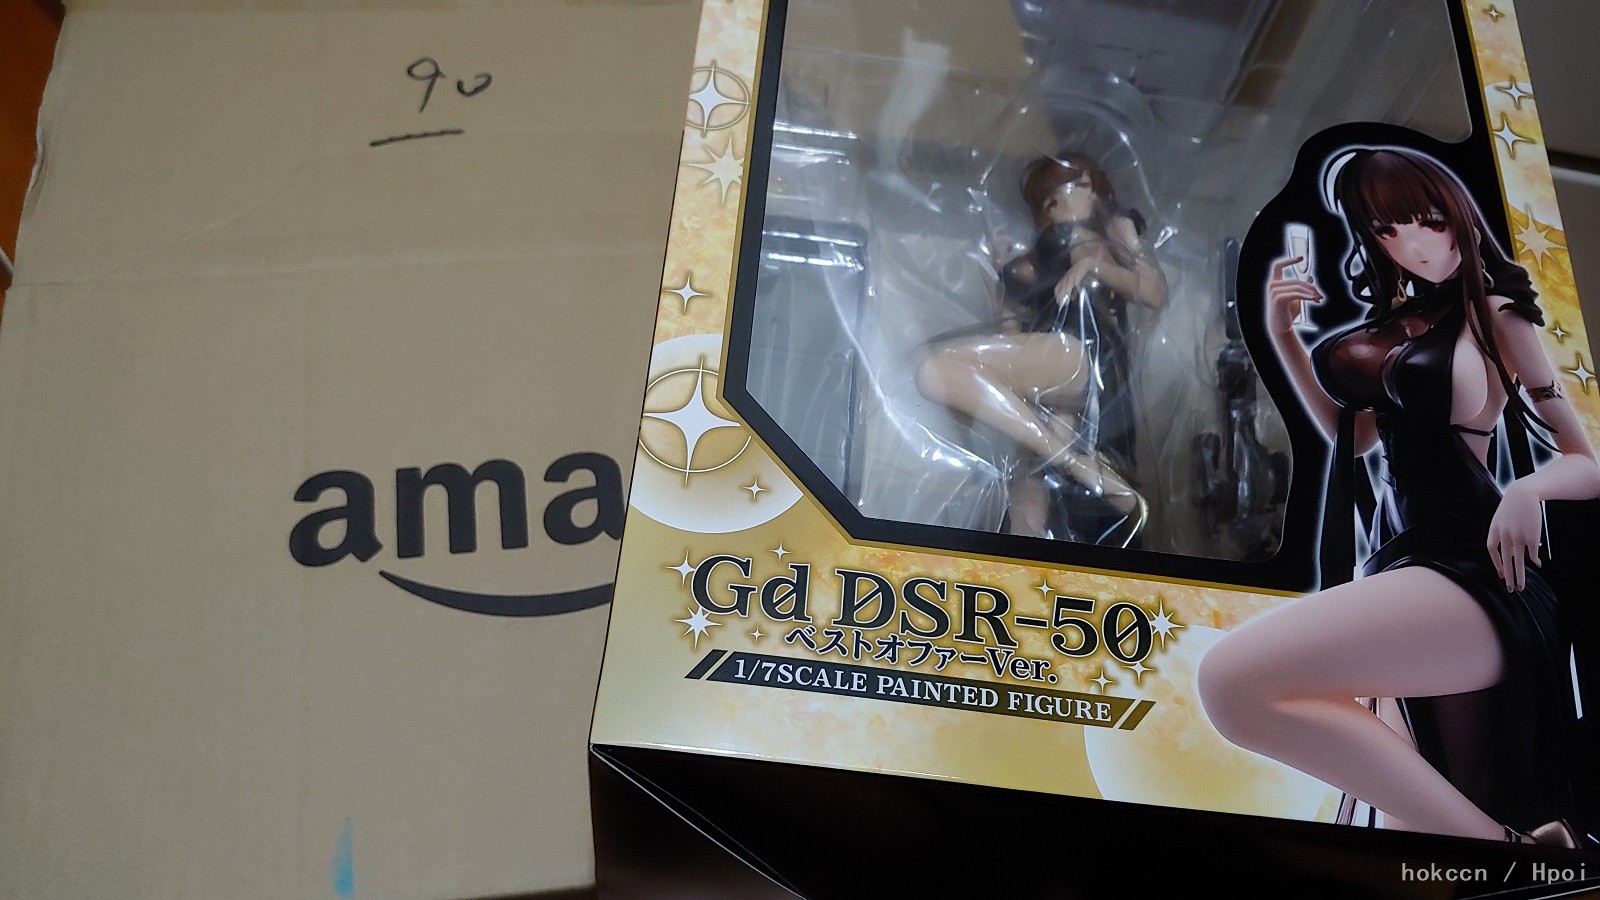 90
ama
Gd DSR-50
ベストオファーVer.
1/7SCALE PAINTED FIGURE
hokccn / Hpoi